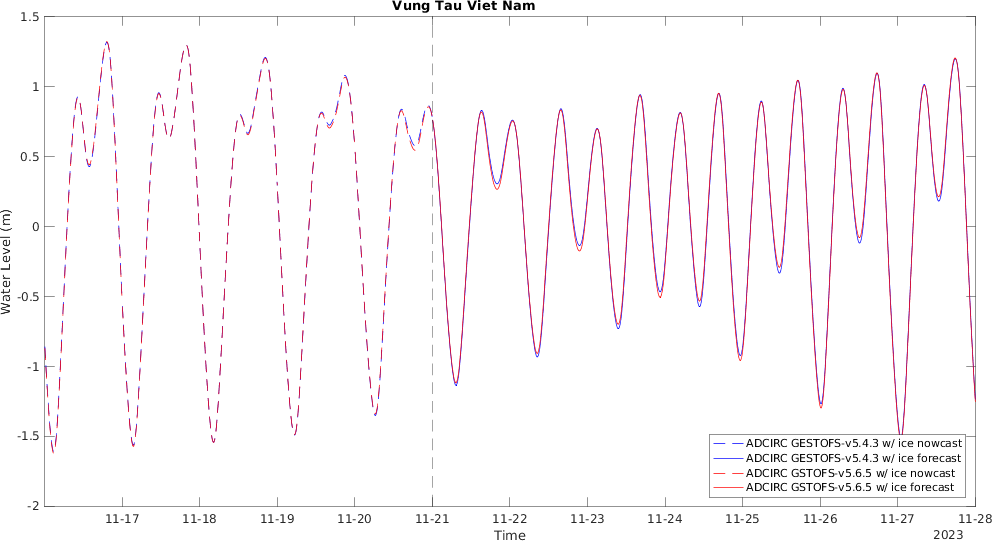 Vung Tau Viet Nam
1.5
1
0.5
0
-0.5
-1
-1.5
-2
Water Level (m)
ADCIRC GESTOFS-v5.4.3 w/ ice nowcast
ADCIRC GESTOFS-v5.4.3 w/ ice forecast
ADCIRC GSTOFS-v5.6.5 w/ ice nowcast
ADCIRC GSTOFS-v5.6.5 w/ ice forecast
11-17 11-18 11-19 11-20 11-21 11-22 11-23 11-24 11-25 11-26 11-27 11-28
Time
2023